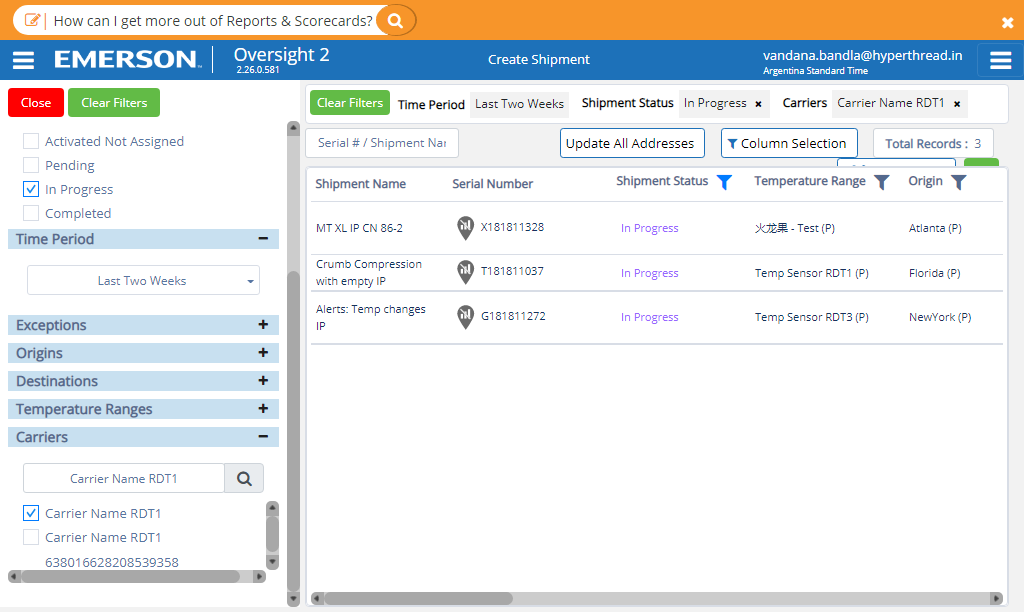 How can I get more out of Reports & Scorecards?
EMERSON
Oversight 2
2.26.0.581
Create Shipment
vandana.bandla@hyperthread.in
Argentina Standard Time
Close
Clear Filters
Activated Not Assigned
Pending
In Progress
Completed
Time Period
Last Two Weeks
Exceptions
Origins
Destinations
Temperature Ranges
Carriers
Carrier Name RDT1
Carrier Name RDT1
Carrier Name RDT1
638016628208539358
Clear Filters Time Period Last Two Weeks Shipment Status In Progress × Carriers Carrier Name RDT1 ×
Serial # / Shipment Nar
Update All Addresses
Column Selection
Total Records : 3
Shipment Name Serial Number Shipment Status Temperature Range Origin
MT XL IP CN 86-2 X181811328 In Progress 火龙果 - Test (P) Atlanta (P)
Crumb Compression
with empty IP
T181811037 In Progress Temp Sensor RDT1 (P) Florida (P)
Alerts: Temp changes
IP
G181811272 In Progress Temp Sensor RDT3 (P) NewYork (P)